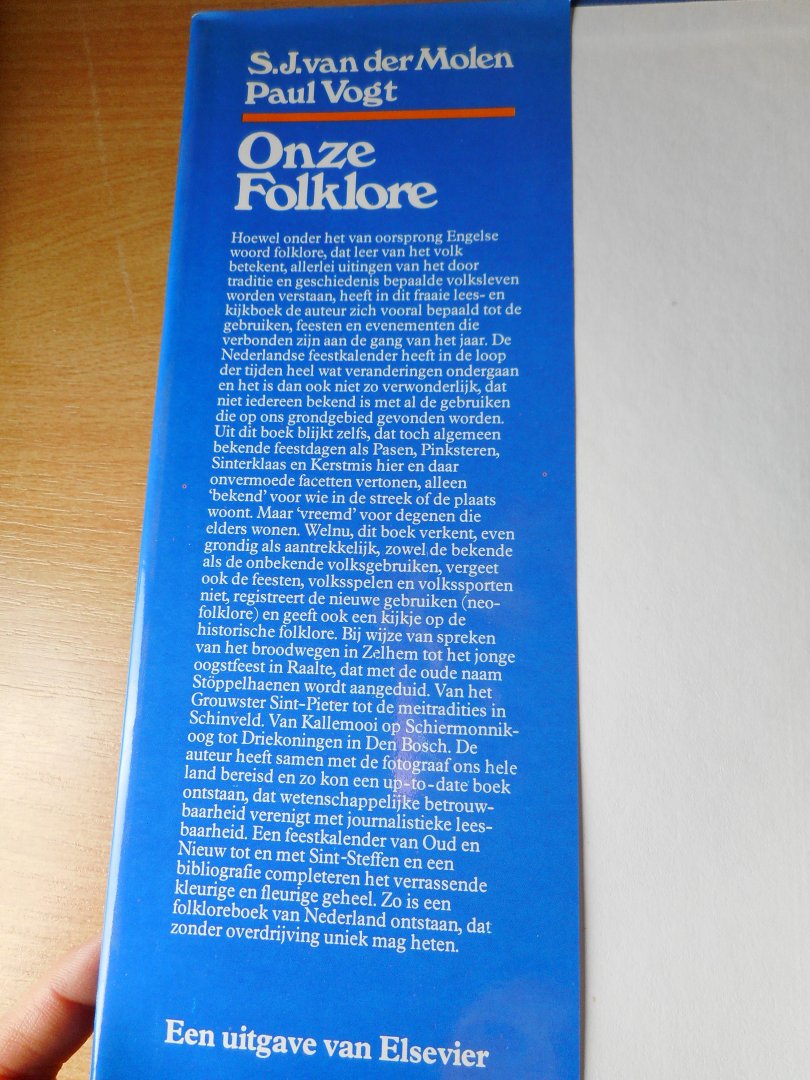 S.J. van der Molen
Paul Vogt
Onze
Folklore
Hoewel onder het van oorsprong Engelse
woord folklore, dat leer van het volk
betekent, allerlei uitingen van het door
traditie en geschiedenis bepaalde volksleven
worden verstaan, heeft in dit fraaie lees- en
kijkboek de auteur zich vooral bepaald tot de
gebruiken, feesten en evenementen die
verbonden zijn aan de gang van het jaar. De
Nederlandse feestkalender heeft in de loop
der tijden heel wat veranderingen ondergaan
en het is dan ook niet zo verwonderlijk, dat
niet iedereen bekend is met al de gebruiken
die op ons grondgebied gevonden worden.
Uit dit boek blijkt zelfs, dat toch algemeen
bekende feestdagen als Pasen, Pinksteren,
Sinterklaas en Kerstmis hier en daar
onvermoede facetten vertonen, alleen
‘bekend’ voor wie in de streek of de plaats
woont. Maar ‘vreemd’ voor degenen die
elders wonen. Welnu, dit boek verkent, even
grondig als aantrekkelijk, zowel de bekende
als de onbekende volksgebruiken, vergeet
ook de feesten, volksspelen en volkssporten
niet, registreert de nieuwe gebruiken (neo-
folklore) en geeft ook een kijkje op de
historische folklore. Bij wijze van spreken
van het broodwegen in Zelhem tot het jonge
oogstfeest in Raalte, dat met de oude naam
Stöppelhaenen wordt aangeduid. Van het
Grouwster Sint-Pieter tot de meitradities in
Schinveld. Van Kallemooi op Schiermonnik-
oog tot Driekoningen in Den Bosch. De
auteur heeft samen met de fotograaf ons hele
land bereisd en zo kon een up-to-date boek
ontstaan, dat wetenschappelijke betrouw-
baarheid verenigt met journalistieke lees-
baarheid. Een feestkalender van Oud en
Nieuw tot en met Sint-Steffen en een
bibliografie completeren het verrassende
kleurige en fleurige geheel. Zo is een
folkloreboek van Nederland ontstaan, dat
zonder overdrijving uniek mag heten.
Een uitgave van Elsevier